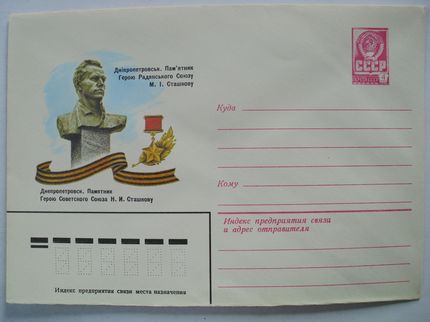 Дніпропетровськ. Пам'ятник
Герою Радянського Союзу
М. І. Сташкову
Днепропетровск. Памятник
Герою Советского Союза Н. И. Сташкову
СССР
4
Куда
Кому
Индекс предприятия связи
и адрес отправителя
Индекс предприятия связи места назначения